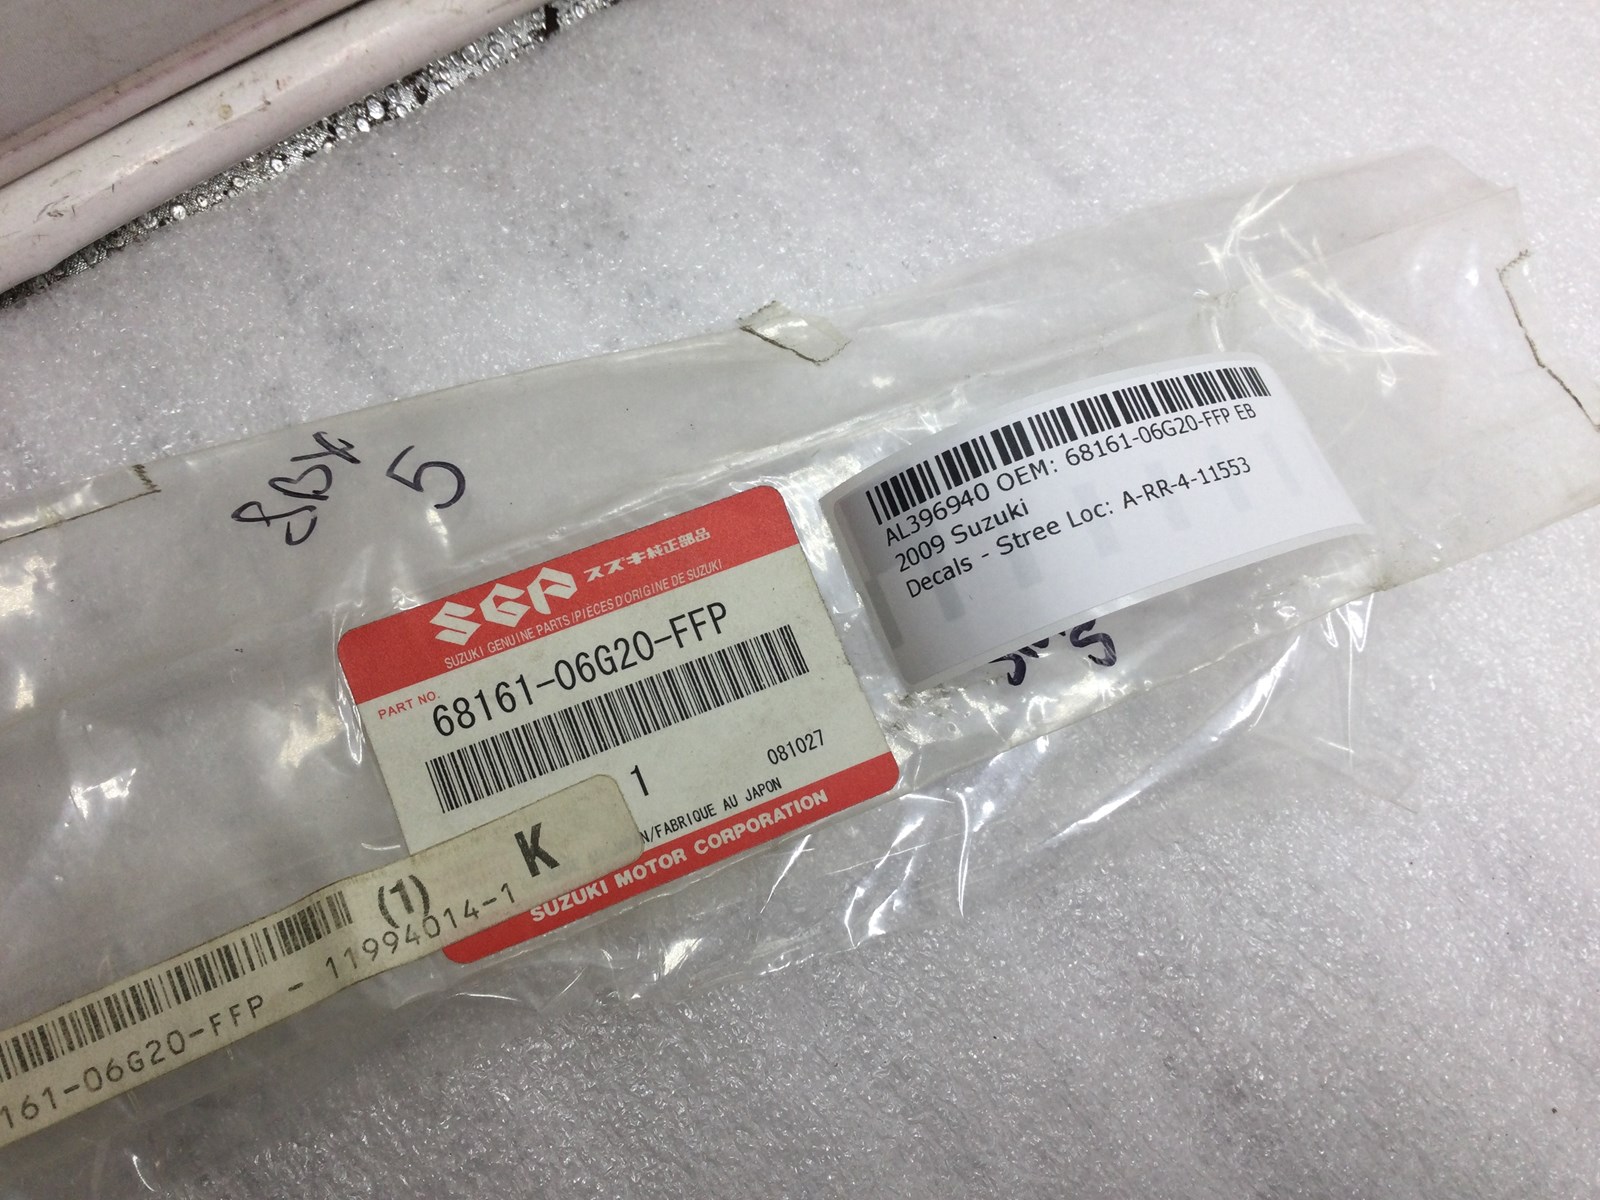 5
SGP スズキ純正部品
SUZUKI GENUINE PARTS/PIECES D'ORIGINE DE SUZUKI
PART NO.
68161-06G20-FFP
1
081027
N/FABRIQUE AU JAPON
SUZUKI MOTOR CORPORATION
AL396940 OEM: 68161-06G20-FFP EB
2009 Suzuki
Decals - Stree Loc: A-RR-4-11553
5
(1) K
161-06G20-FFP - 11994014-1